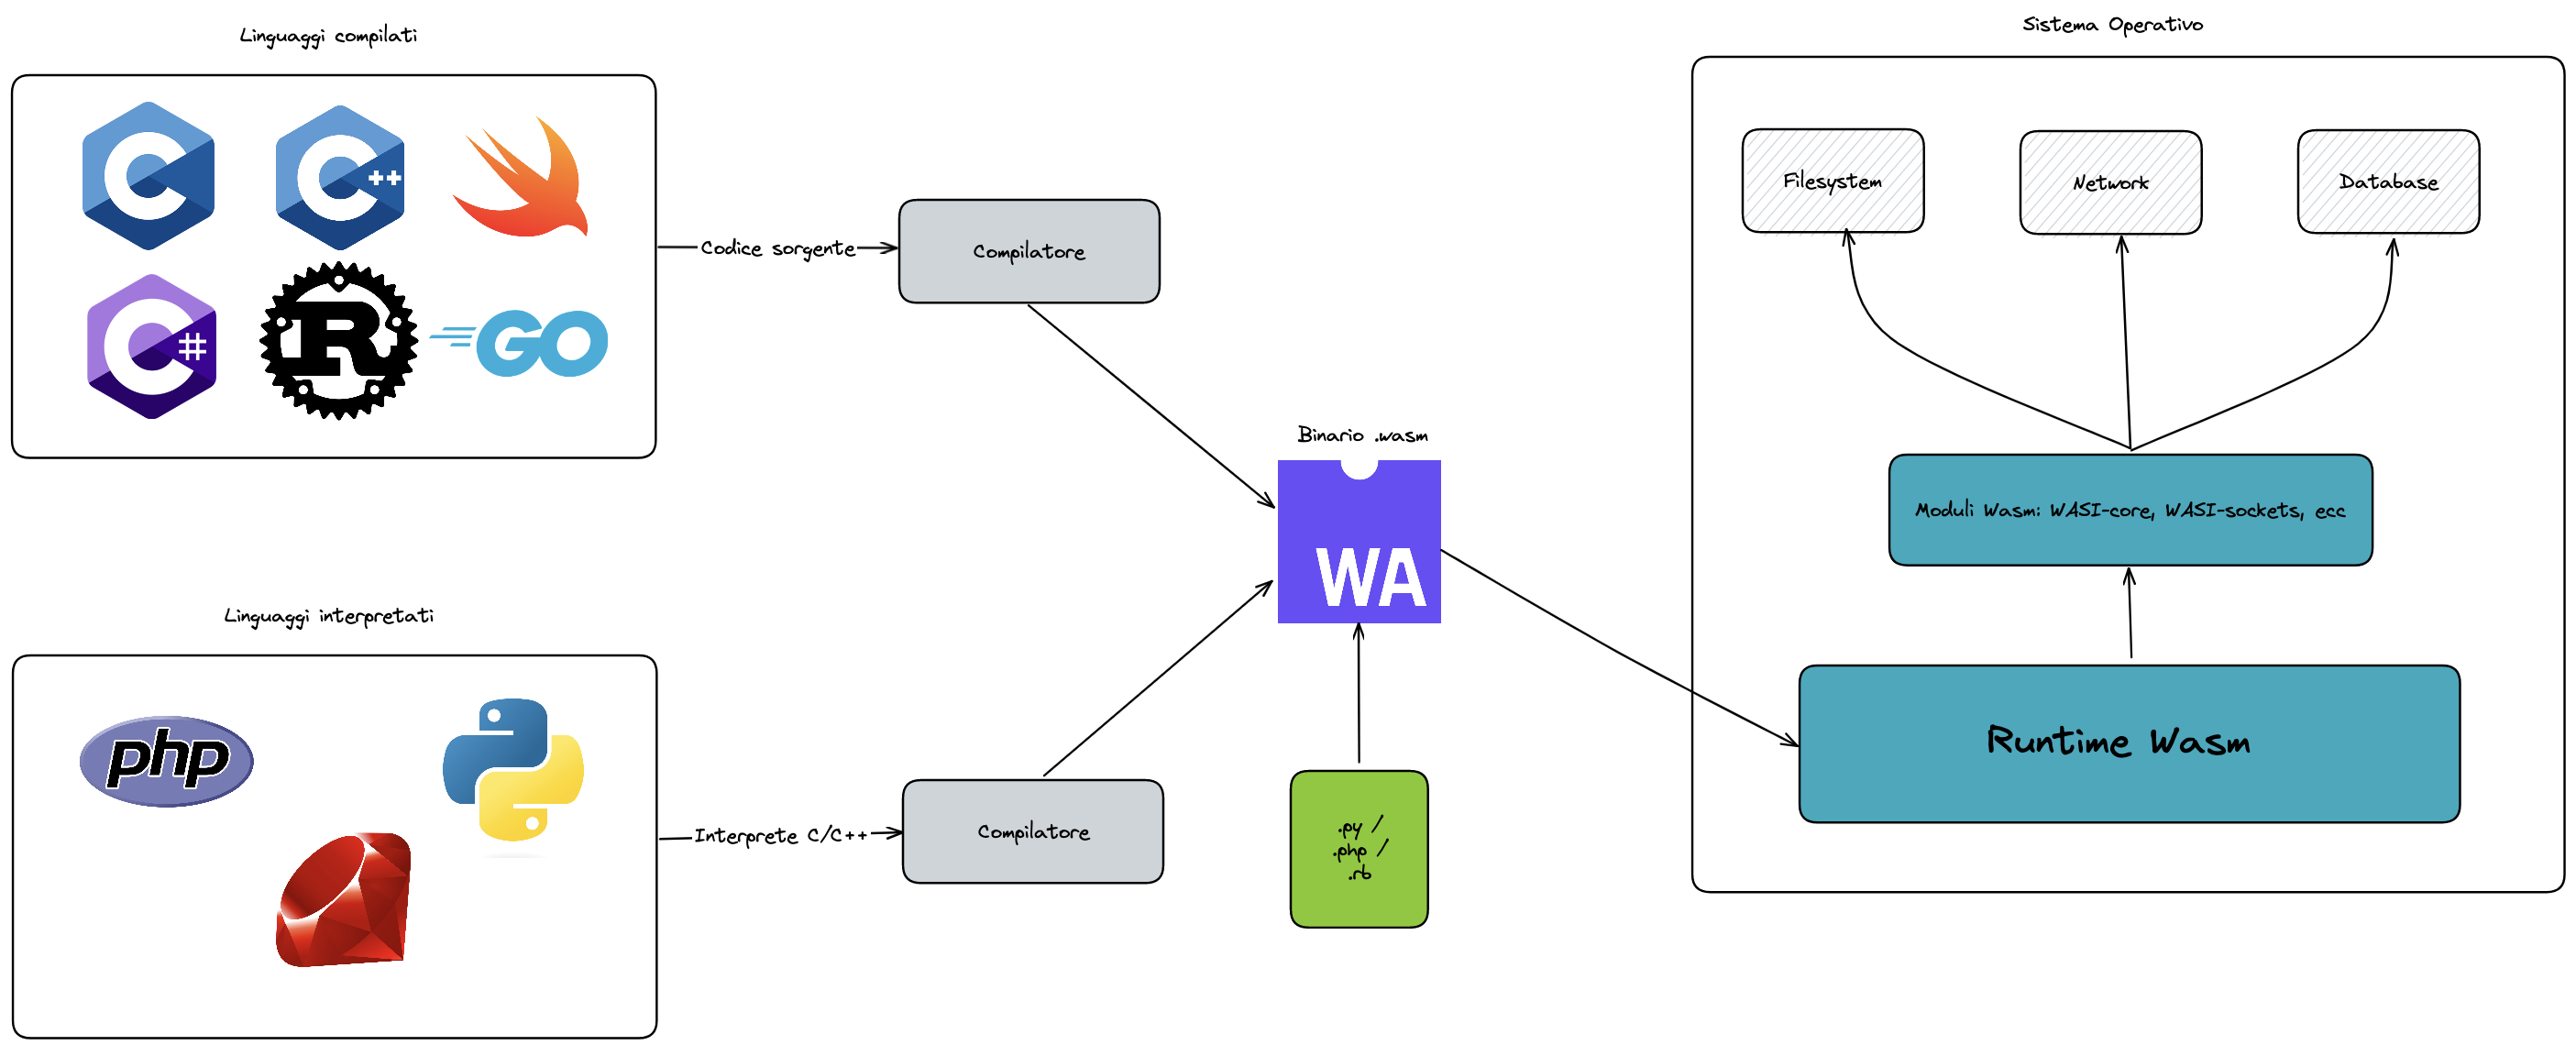 Linguaggi compilati
C
C++
C#
R
GO
Codice sorgente
Compilatore
Linguaggi interpretati
php
Interprete C/C++
Compilatore
Binario .wasm
WA
.py /
.php /
.rb
Sistema Operativo
Filesystem
Network
Database
Moduli Wasm: WASI-core, WASI-sockets, ecc
Runtime Wasm